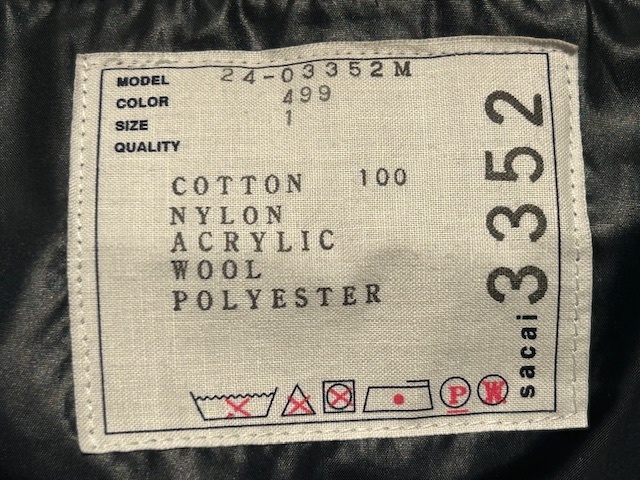 MODEL 24-03352M
COLOR 499
SIZE 1
QUALITY
COTTON 100
NYLON
ACRYLIC
WOOL
POLYESTER
P W
sacai 3352